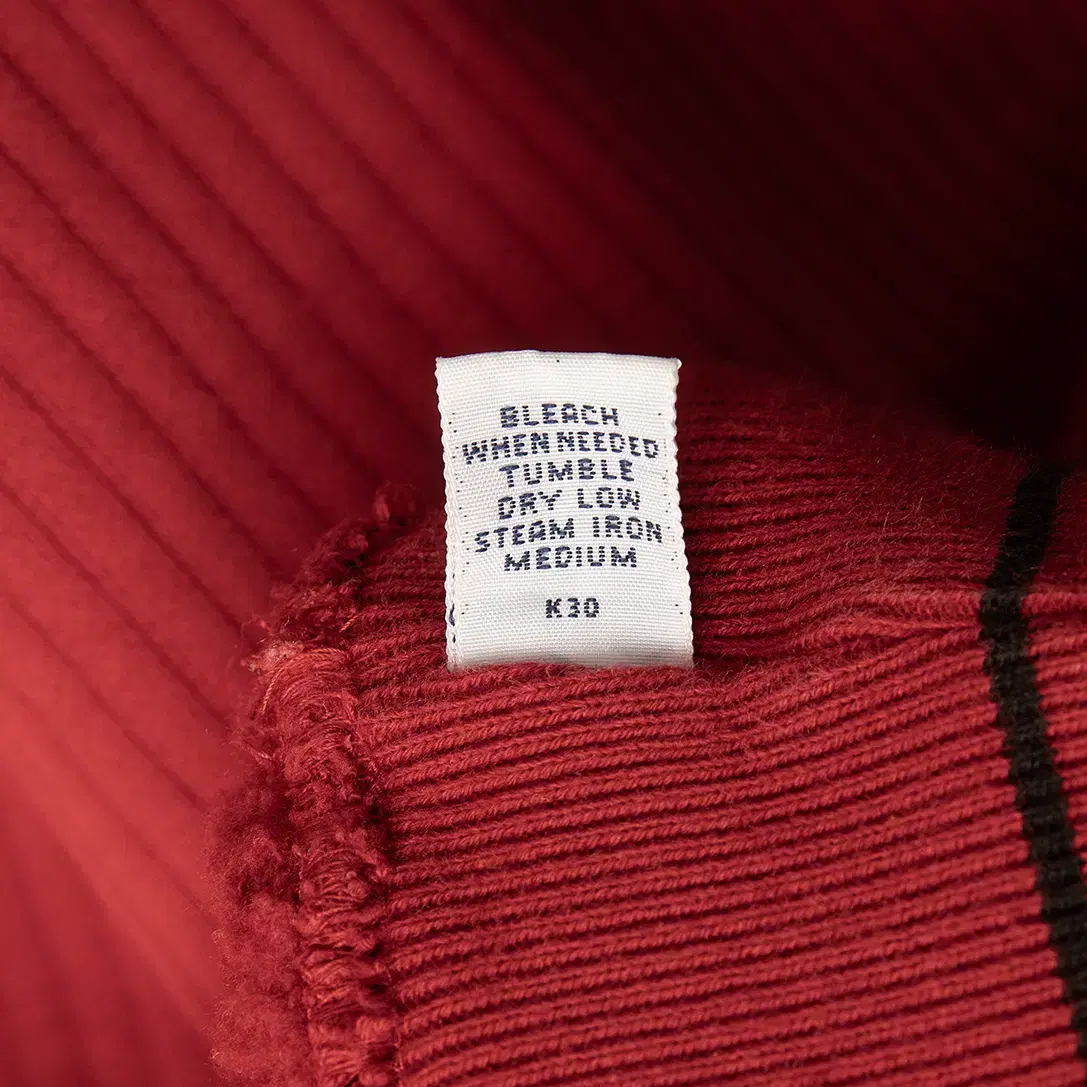 BLEACH
WHEN NEEDED
TUMBLE
DRY LOW
STEAM IRON
MEDIUM
K30